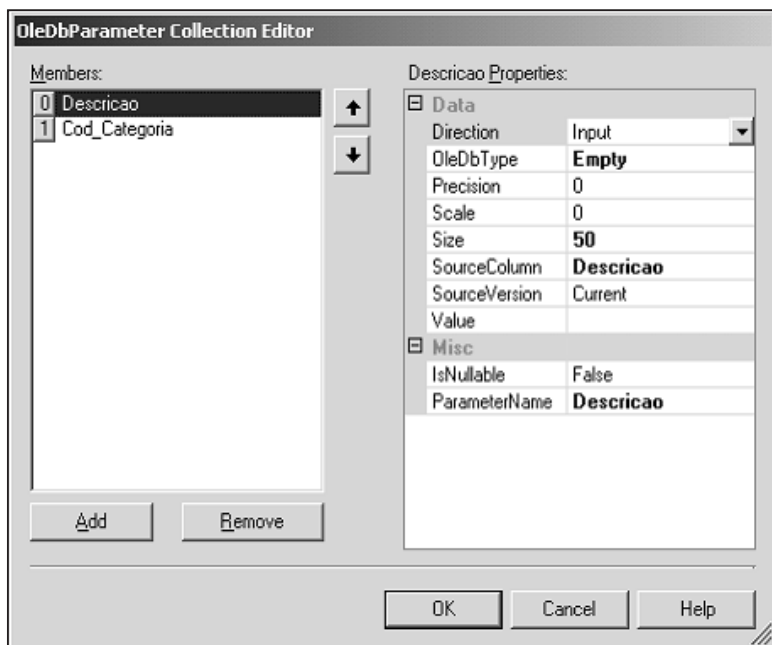 OleDbParameter Collection Editor
Members:
0 Descricao
1 Cod_Categoria
Add Remove
Descricao Properties:
Data
Direction Input
OleDbType Empty
Precision 0
Scale 0
Size 50
SourceColumn Descricao
SourceVersion Current
Value
Misc
IsNullable False
ParameterName Descricao
OK Cancel Help